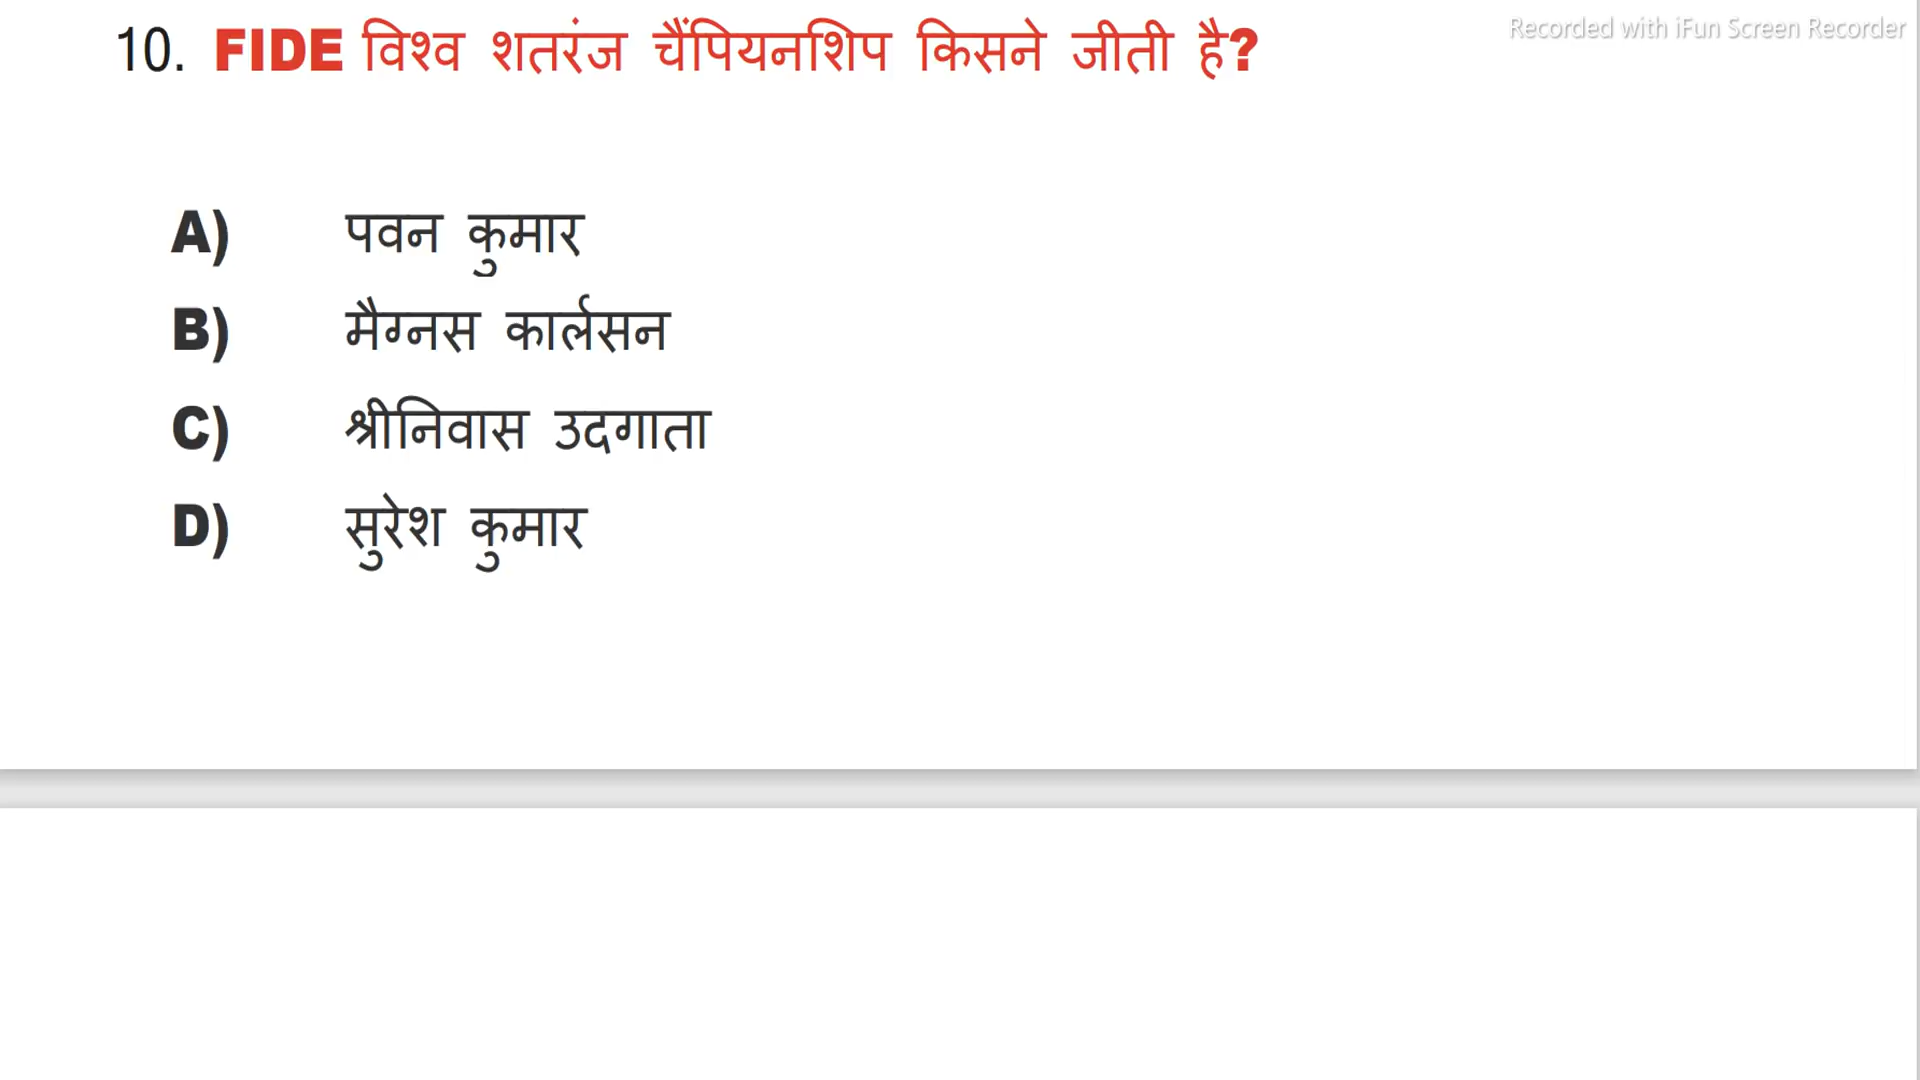 Recorded with iFun Screen Recorder
10. FIDE विश्व शतरंज चैंपियनशिप किसने जीती है?
A) पवन कुमार
B) मैग्नस कार्लसन
C) श्रीनिवास उदगाता
D) सुरेश कुमार